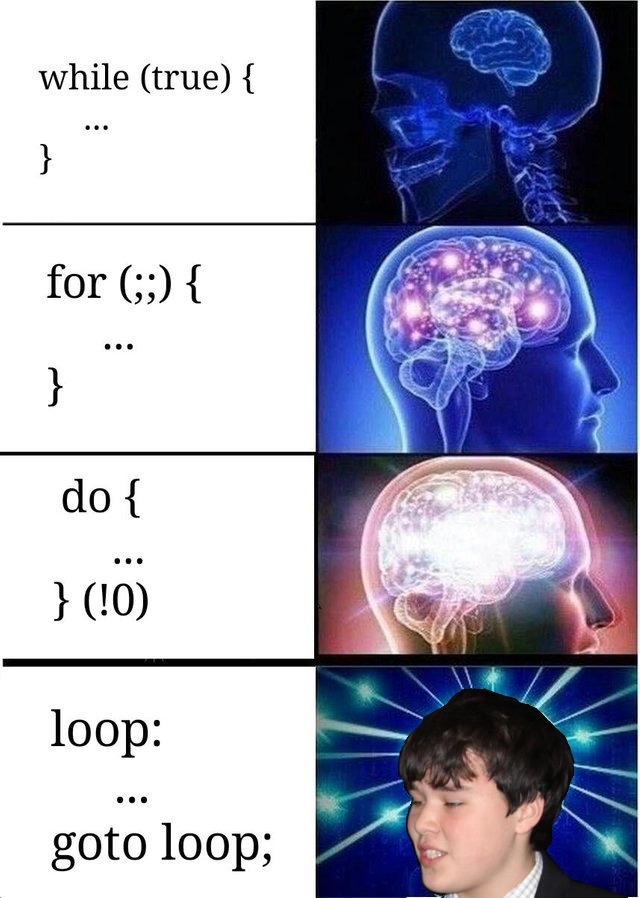 while (true) {
...
}
for (;;) {
...
}
do {
...
} (!0)
loop:
...
goto loop;